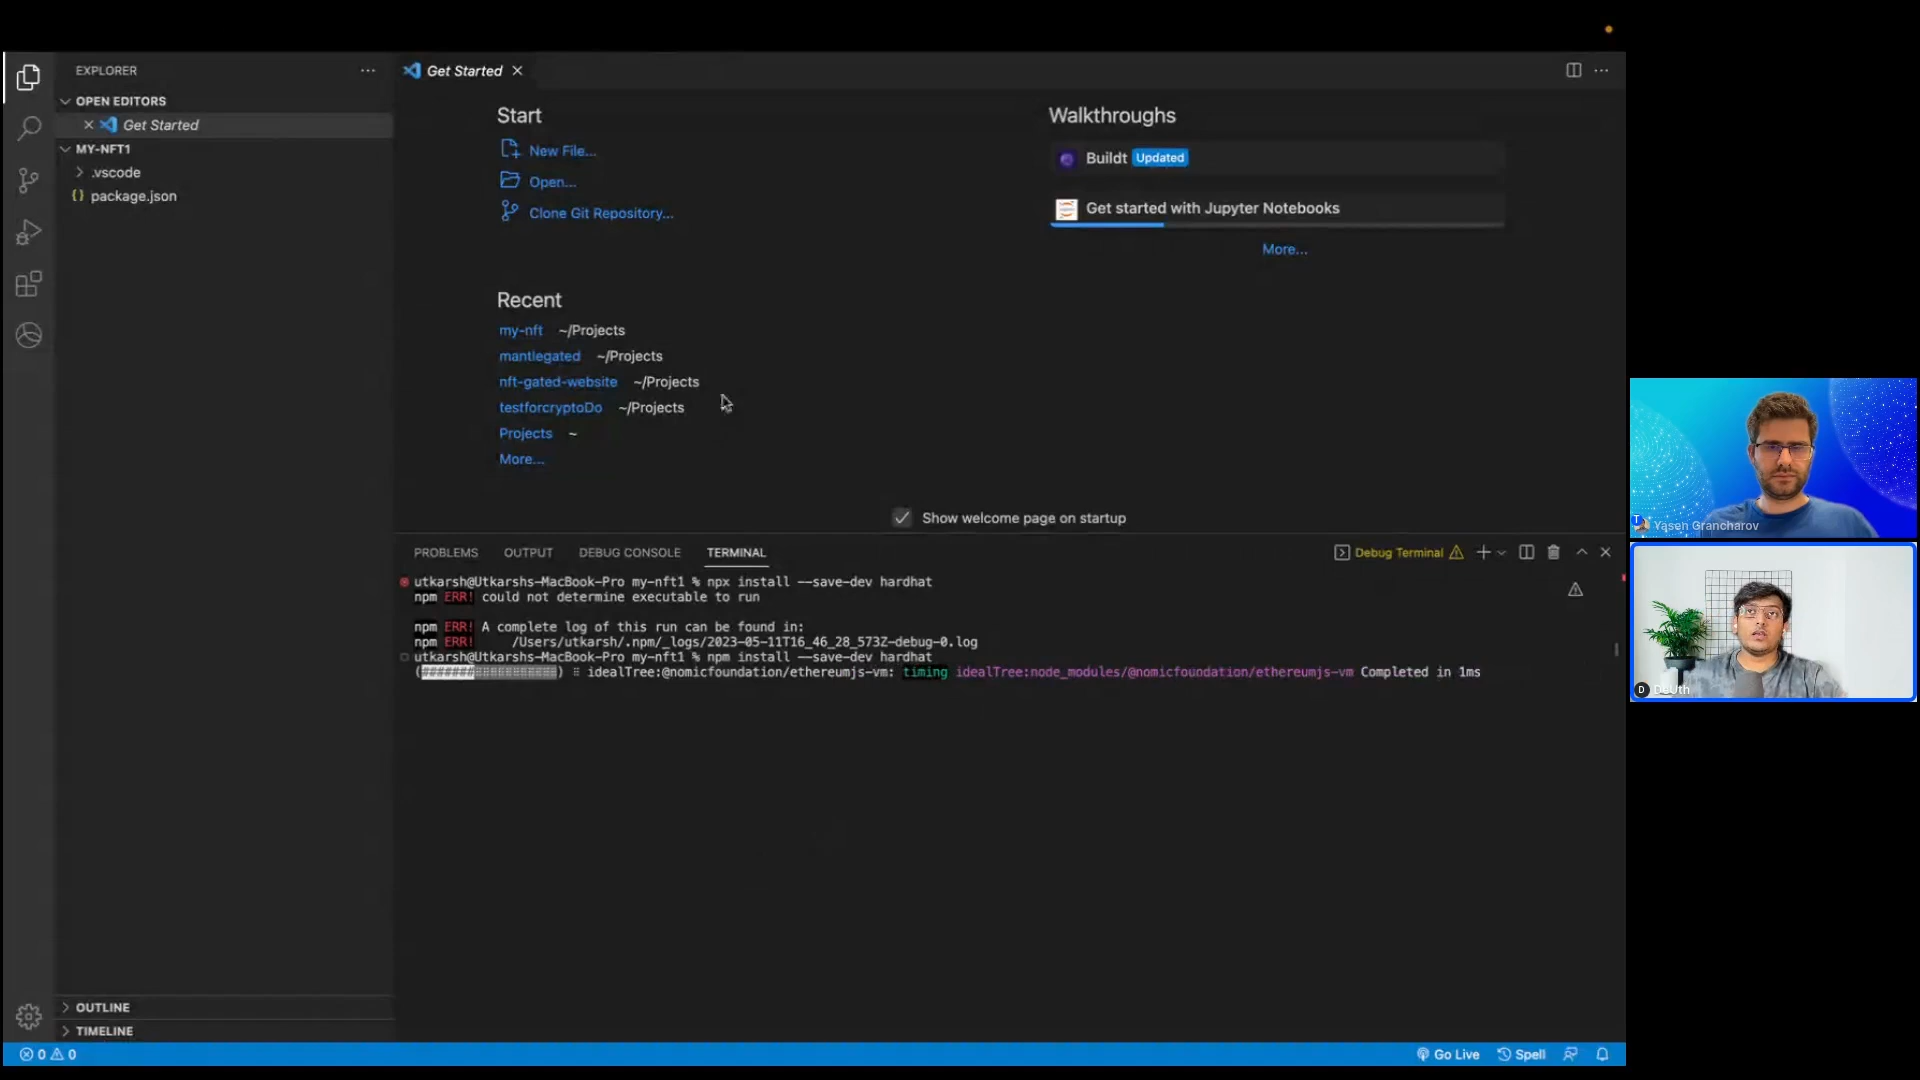 EXPLORER
OPEN EDITORS
Get Started
MY-NFT1
.vscode
package.json
OUTLINE
TIMELINE
Get Started
Start
New File...
Open...
Clone Git Repository...
Recent
my-nft ~/Projects
mantlegated ~/Projects
nft-gated-website ~/Projects
testforcryptoDo ~/Projects
Projects ~
More...
Walkthroughs
Buildt Updated
Get started with Jupyter Notebooks
More...
Show welcome page on startup
PROBLEMS OUTPUT DEBUG CONSOLE TERMINAL
Debug Terminal
utkarsh@Utkarshs-MacBook-Pro my-nft1 % npx install --save-dev hardhat
npm ERR! could not determine executable to run
npm ERR! A complete log of this run can be found in:
npm ERR!     /Users/utkarsh/.npm/_logs/2023-05-11T16_46_28_573Z-debug-0.log
utkarsh@Utkarshs-MacBook-Pro my-nft1 % npm install --save-dev hardhat
(##################) ⠇ idealTree:@nomicfoundation/ethereumjs-vm: timing idealTree:node_modules/@nomicfoundation/ethereumjs-vm Completed in 1ms
0 0
Go Live
Spell
Yasen Grancharov
D